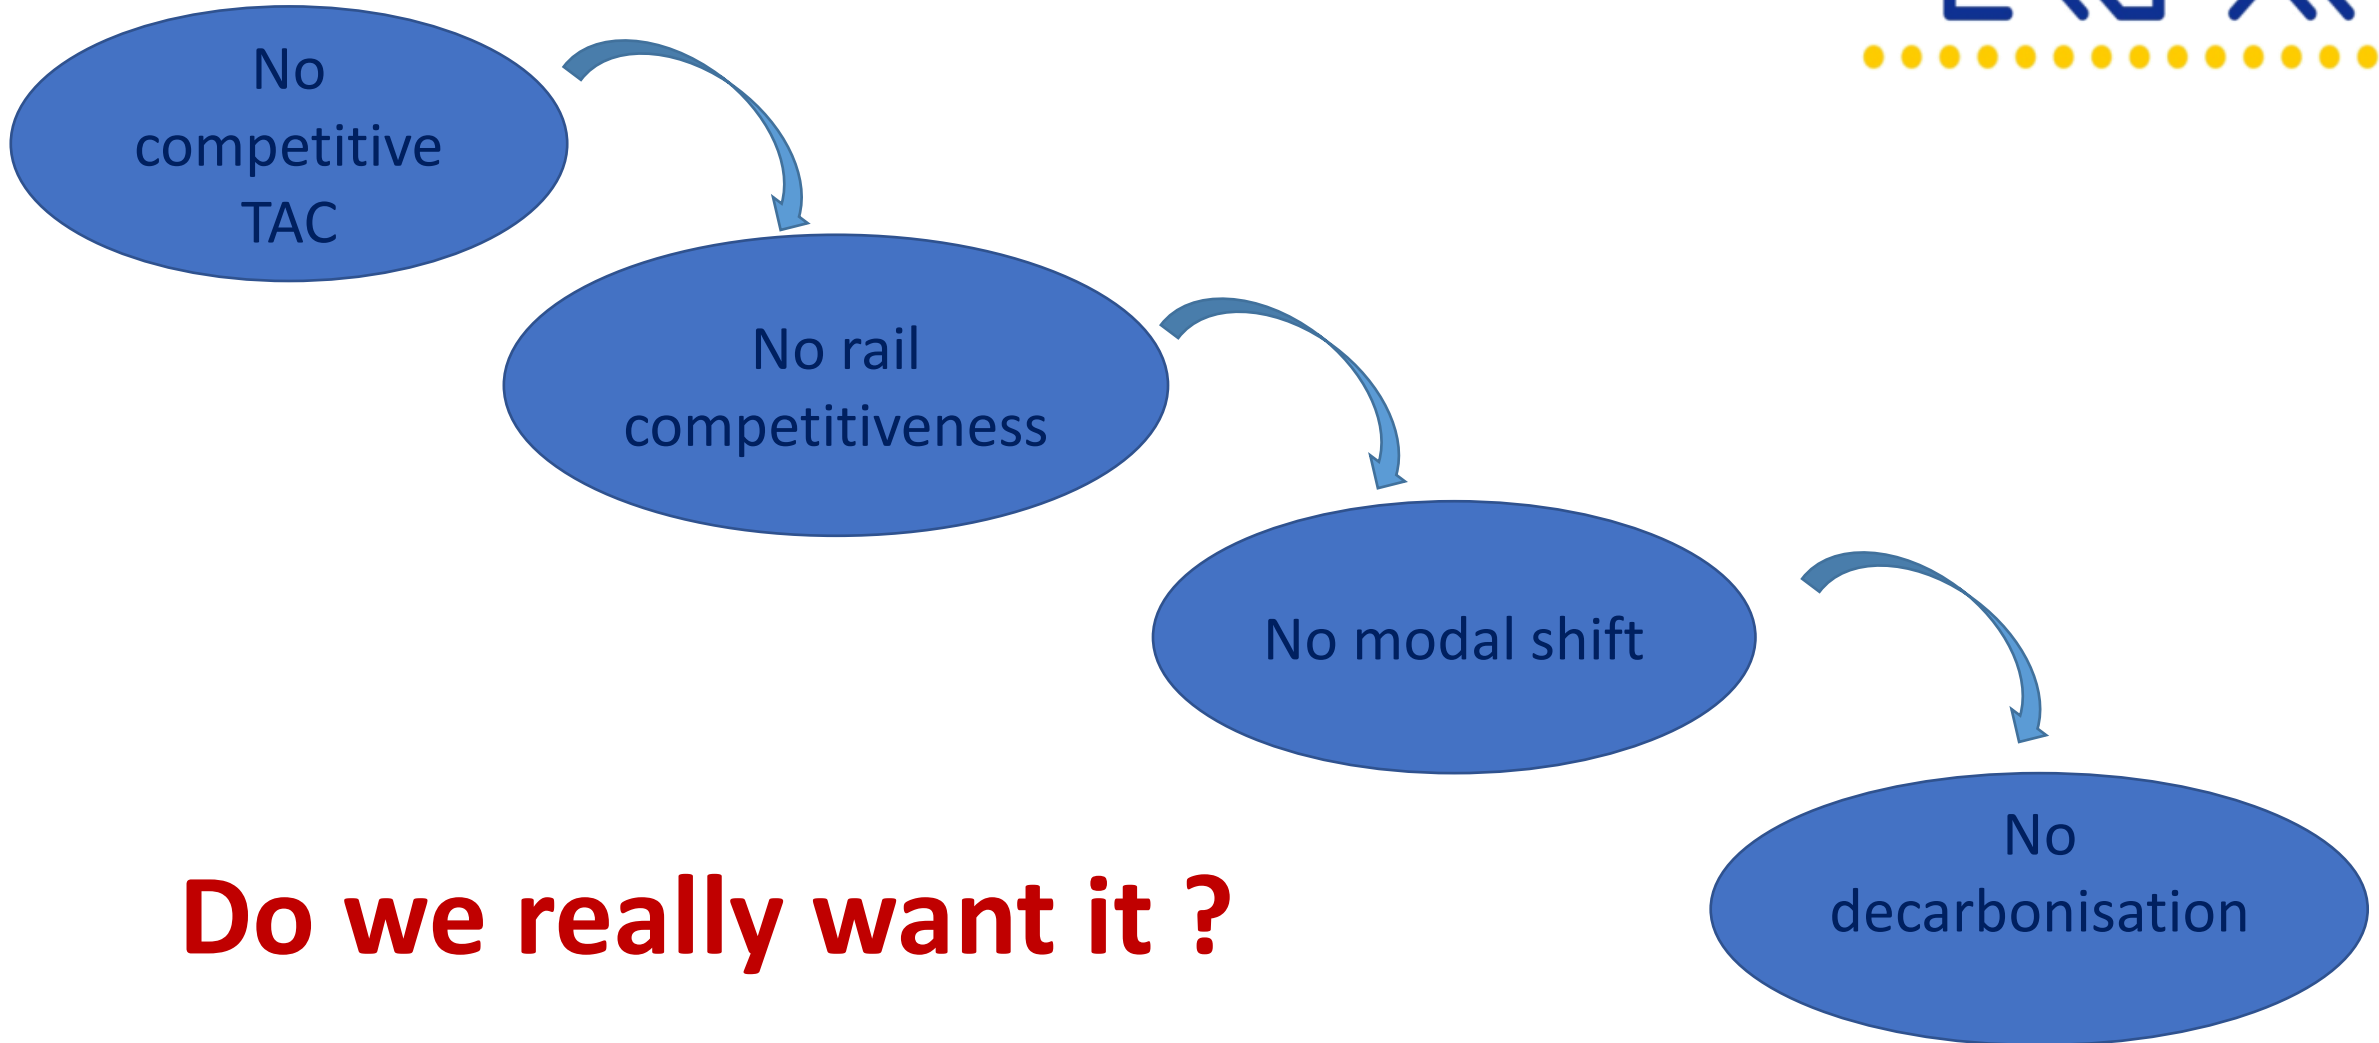 No
competitive
TAC
No rail
competitiveness
No modal shift
No
decarbonisation
Do we really want it ?